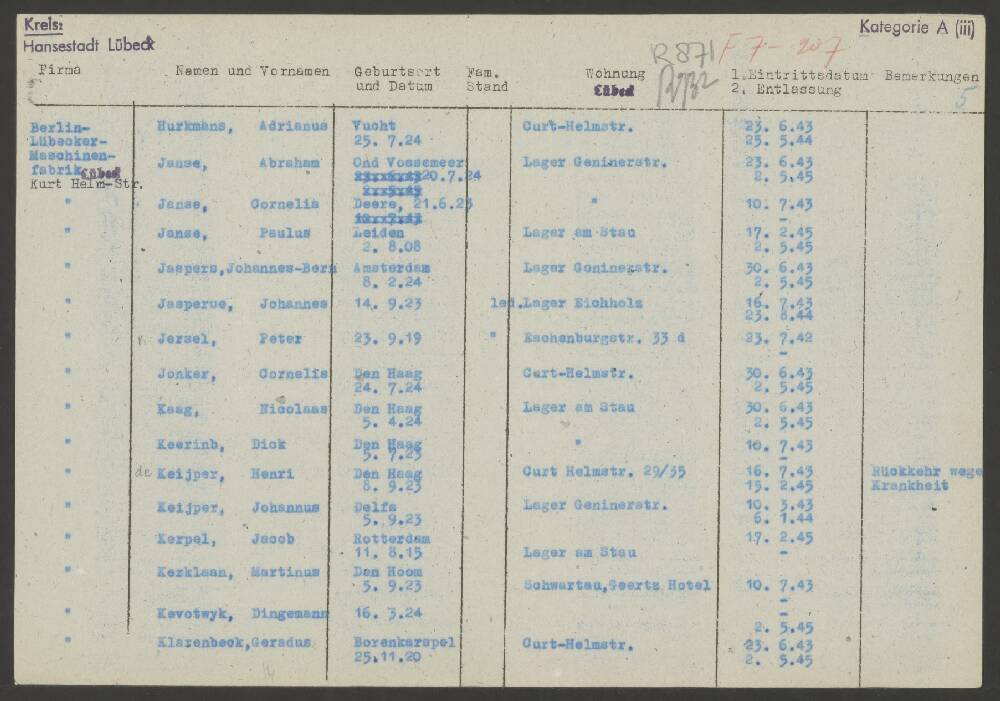 Kreis:
Hansestadt Lübeck
Kategorie A (iii)
R 871 F 7 - 207
Firma Namen und Vornamen Geburtsort Fam. Wohnung 1. Eintrittsdatum Bemerkungen
und Datum Stand Lübeck 2. Entlassung 5
Berlin- Hurkmans, Adrianus Vucht Curt-Helmstr. 23. 6.43
Lübecker- 25. 7.24 25. 5.44
Maschinen- Janse, Abraham Ond Vossemeer Lager Geninerstr. 23. 6.43
fabrik Lübeck 20.7.24 2. 5.45
Kurt Helm-Str.
" Janse, Cornelis Deere, 21.6.23 " 10. 7.43
-
" Janse, Paulus Leiden Lager am Stau 17. 2.45
2. 8.08 2. 5.45
" Jaspers, Johannes-Bern Amsterdam Lager Geninerstr. 30. 6.43
8. 2.24 2. 5.45
" Jasperue, Johannes 14. 9.23 led. Lager Eichholz 16. 7.43
23. 8.44
" v. Jersel, Peter 23. 9.19 " Eschenburgstr. 33 d 23. 7.42
-
" Jonker, Cornelis Den Haag Curt-Helmstr. 30. 6.43
24. 7.24 2. 5.45
" Kaag, Nicolaas Den Haag Lager am Stau 30. 6.43
5. 4.24 2. 5.45
" Keerinb, Dick Den Haag " 10. 7.43
5. 7.23 -
" de Keijper, Henri Den Haag Curt Helmstr. 29/35 16. 7.43 Rückkehr wege
8. 9.23 15. 2.45 Krankheit
" Keijper, Johannus Delfs Lager Geninerstr. 10. 3.43
5. 9.23 6. 1.44
" Kerpel, Jacob Rotterdam 17. 2.45
11. 8.15 Lager am Stau -
" Kerklaan, Martinus Den Hoom Schwartau, Geertz Hotel 10. 7.43
5. 9.23 -
" Kevotwyk, Dingemann 16. 3.24 -
2. 5.45
" Klarenbeek, Geradus Borenkarspel Curt-Helmstr. 23. 6.43
25.11.20 2. 5.45